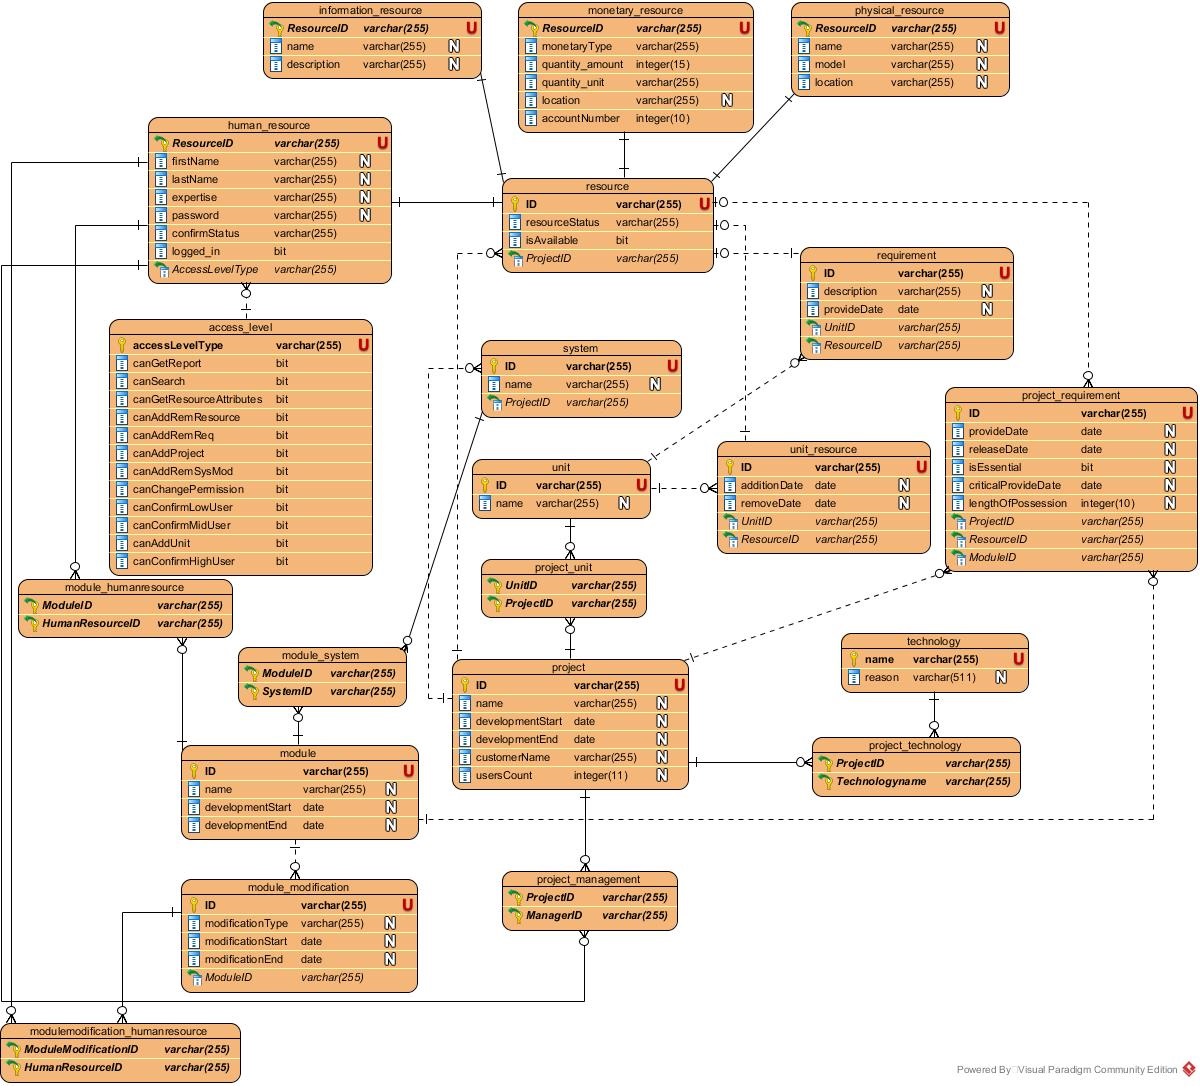 information_resource
ResourceID varchar(255) U
name varchar(255) N
description varchar(255) N
monetary_resource
ResourceID varchar(255) U
monetaryType varchar(255)
quantity_amount integer(15)
quantity_unit varchar(255)
location varchar(255) N
accountNumber integer(10)
physical_resource
ResourceID varchar(255) U
name varchar(255) N
model varchar(255) N
location varchar(255) N
human_resource
ResourceID varchar(255) U
firstName varchar(255) N
lastName varchar(255) N
expertise varchar(255) N
password varchar(255) N
confirmStatus varchar(255)
logged_in bit
AccessLevelType varchar(255)
resource
ID varchar(255) U
resourceStatus varchar(255)
isAvailable bit
ProjectID varchar(255)
requirement
ID varchar(255) U
description varchar(255) N
provideDate date N
UnitID varchar(255)
ResourceID varchar(255)
access_level
accessLevelType varchar(255) U
canGetReport bit
canSearch bit
canGetResourceAttributes bit
canAddRemResource bit
canAddRemReq bit
canAddProject bit
canAddRemSysMod bit
canChangePermission bit
canConfirmLowUser bit
canConfirmMidUser bit
canAddUnit bit
canConfirmHighUser bit
system
ID varchar(255) U
name varchar(255) N
ProjectID varchar(255)
project_requirement
ID varchar(255) U
provideDate date N
releaseDate date N
isEssential bit N
criticalProvideDate date N
lengthOfPossession integer(10) N
ProjectID varchar(255)
ResourceID varchar(255)
ModuleID varchar(255)
unit_resource
ID varchar(255) U
additionDate date N
removeDate date N
UnitID varchar(255)
ResourceID varchar(255)
unit
ID varchar(255) U
name varchar(255) N
project_unit
UnitID varchar(255)
ProjectID varchar(255)
module_humanresource
ModuleID varchar(255)
HumanResourceID varchar(255)
module_system
ModuleID varchar(255)
SystemID varchar(255)
project
ID varchar(255) U
name varchar(255) N
developmentStart date N
developmentEnd date N
customerName varchar(255) N
usersCount integer(11) N
technology
name varchar(255) U
reason varchar(511) N
project_technology
ProjectID varchar(255)
Technologyname varchar(255)
module
ID varchar(255) U
name varchar(255) N
developmentStart date N
developmentEnd date N
module_modification
ID varchar(255) U
modificationType varchar(255) N
modificationStart date N
modificationEnd date N
ModuleID varchar(255)
project_management
ProjectID varchar(255)
ManagerID varchar(255)
modulemodification_humanresource
ModuleModificationID varchar(255)
HumanResourceID varchar(255)
Powered By Visual Paradigm Community Edition